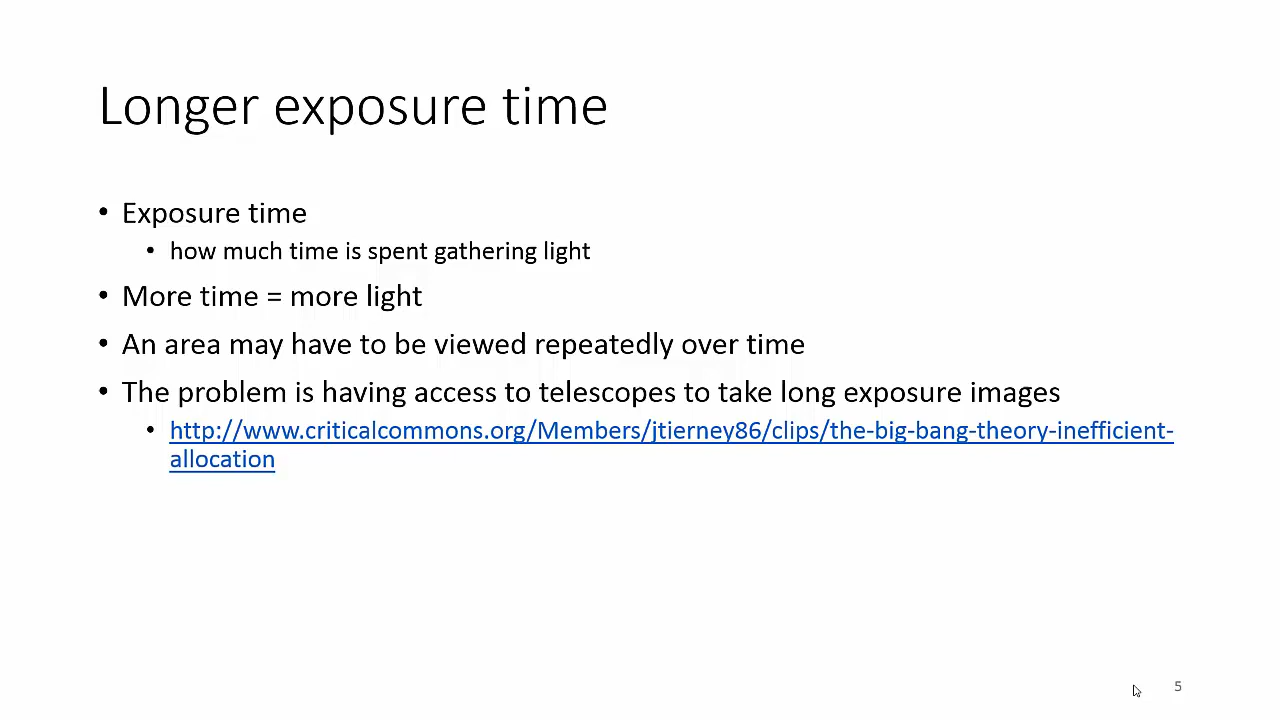 Longer exposure time
• Exposure time
• how much time is spent gathering light
• More time = more light
• An area may have to be viewed repeatedly over time
• The problem is having access to telescopes to take long exposure images
• http://www.criticalcommons.org/Members/jtierney86/clips/the-big-bang-theory-inefficient-
allocation
5